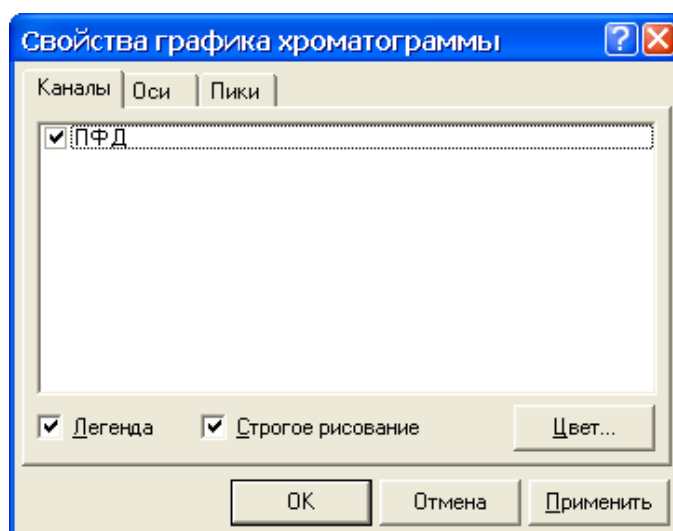 Свойства графика хроматограммы
Каналы Оси Пики
ПФД
Легенда Строгое рисование Цвет...
OK Отмена Применить